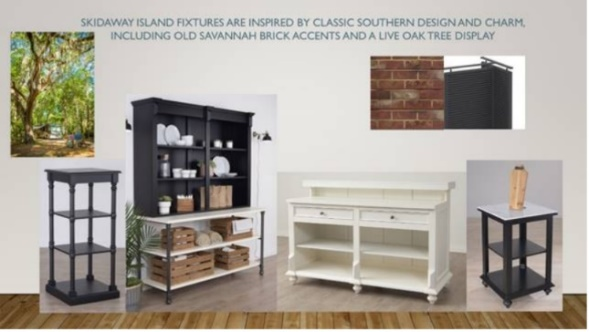 SKIDAWAY ISLAND FIXTURES ARE INSPIRED BY CLASSIC SOUTHERN DESIGN AND CHARM,
INCLUDING OLD SAVANNAH BRICK ACCENTS AND A LIVE OAK TREE DISPLAY